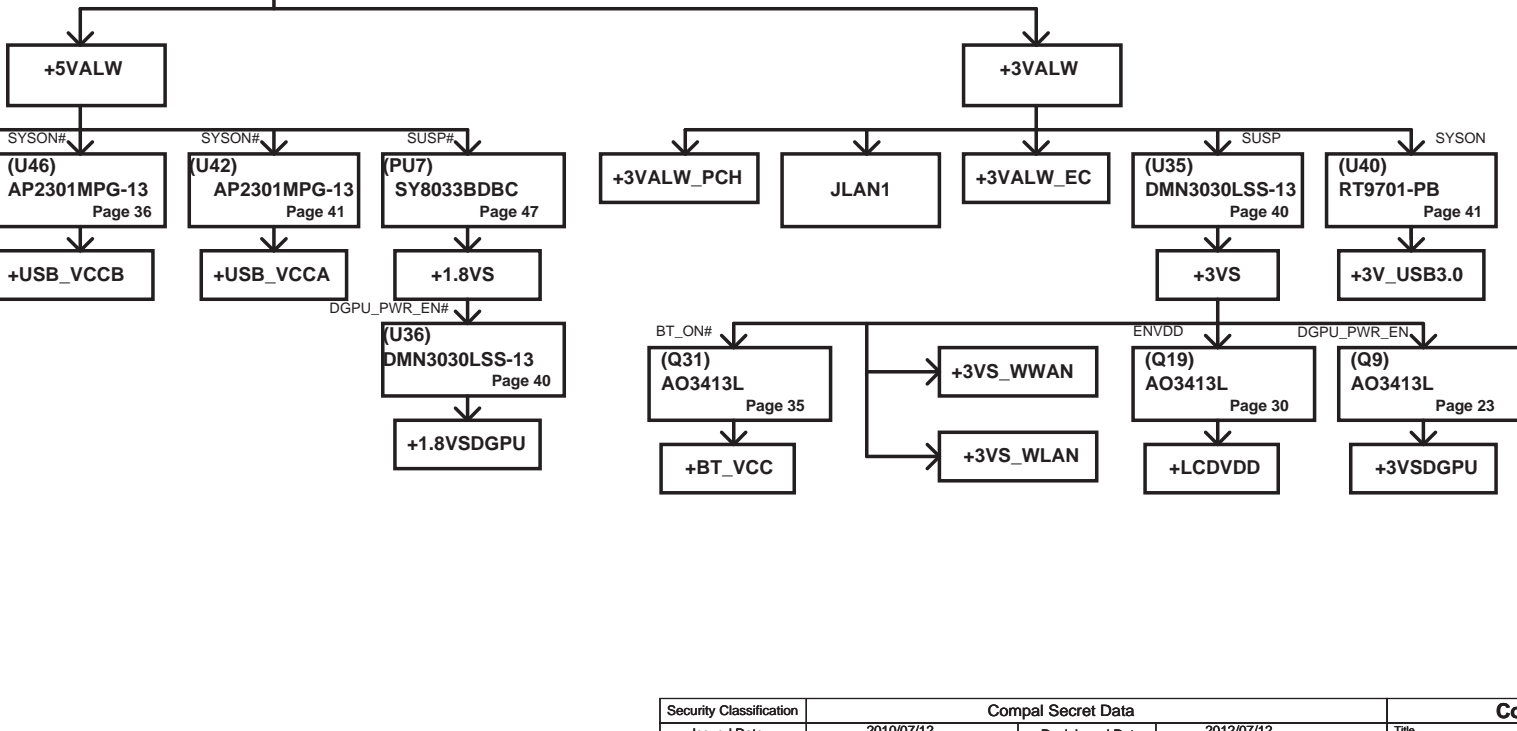 +5VALW
+3VALW
SYSON#
SYSON#
SUSP#
SUSP
SYSON
(U46)
AP2301MPG-13
Page 36
(U42)
AP2301MPG-13
Page 41
(PU7)
SY8033BDBC
Page 47
+3VALW_PCH
JLAN1
+3VALW_EC
(U35)
DMN3030LSS-13
Page 40
(U40)
RT9701-PB
Page 41
+USB_VCCB
+USB_VCCA
+1.8VS
+3VS
+3V_USB3.0
DGPU_PWR_EN#
(U36)
DMN3030LSS-13
Page 40
BT_ON#
ENVDD
DGPU_PWR_EN
(Q31)
AO3413L
Page 35
+3VS_WWAN
(Q19)
AO3413L
Page 30
(Q9)
AO3413L
Page 23
+1.8VSDGPU
+BT_VCC
+3VS_WLAN
+LCDVDD
+3VSDGPU
Security Classification
Compal Secret Data
Co
2010/07/12
2012/07/12
Title